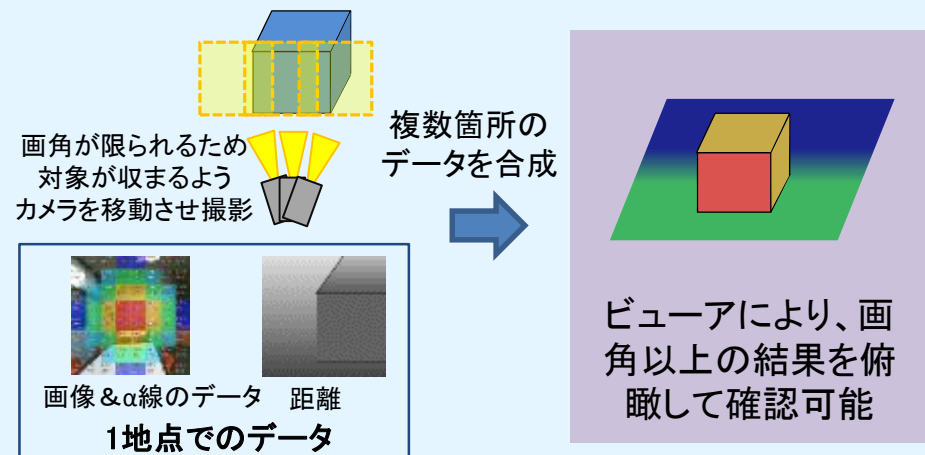 画角が限られるため
対象が収まるよう
カメラを移動させ撮影
複数箇所の
データを合成
画像&α線のデータ
距離
1地点でのデータ
ビューアにより、画
角以上の結果を俯
瞰して確認可能